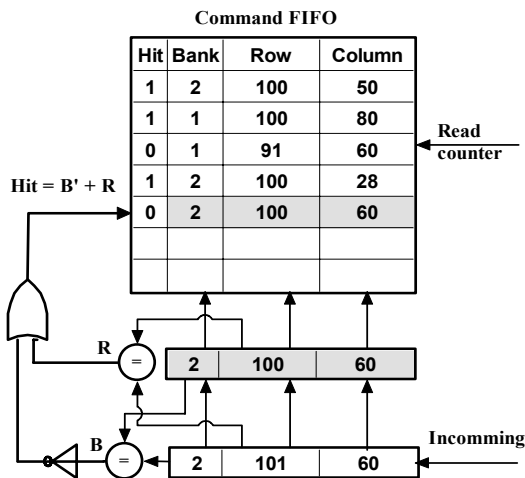 Command FIFO
Hit Bank Row Column
1 2 100 50
1 1 100 80
0 1 91 60
1 2 100 28
0 2 100 60
Read
counter
Hit = B' + R
R
=
2 100 60
B
=
2 101 60
Incomming